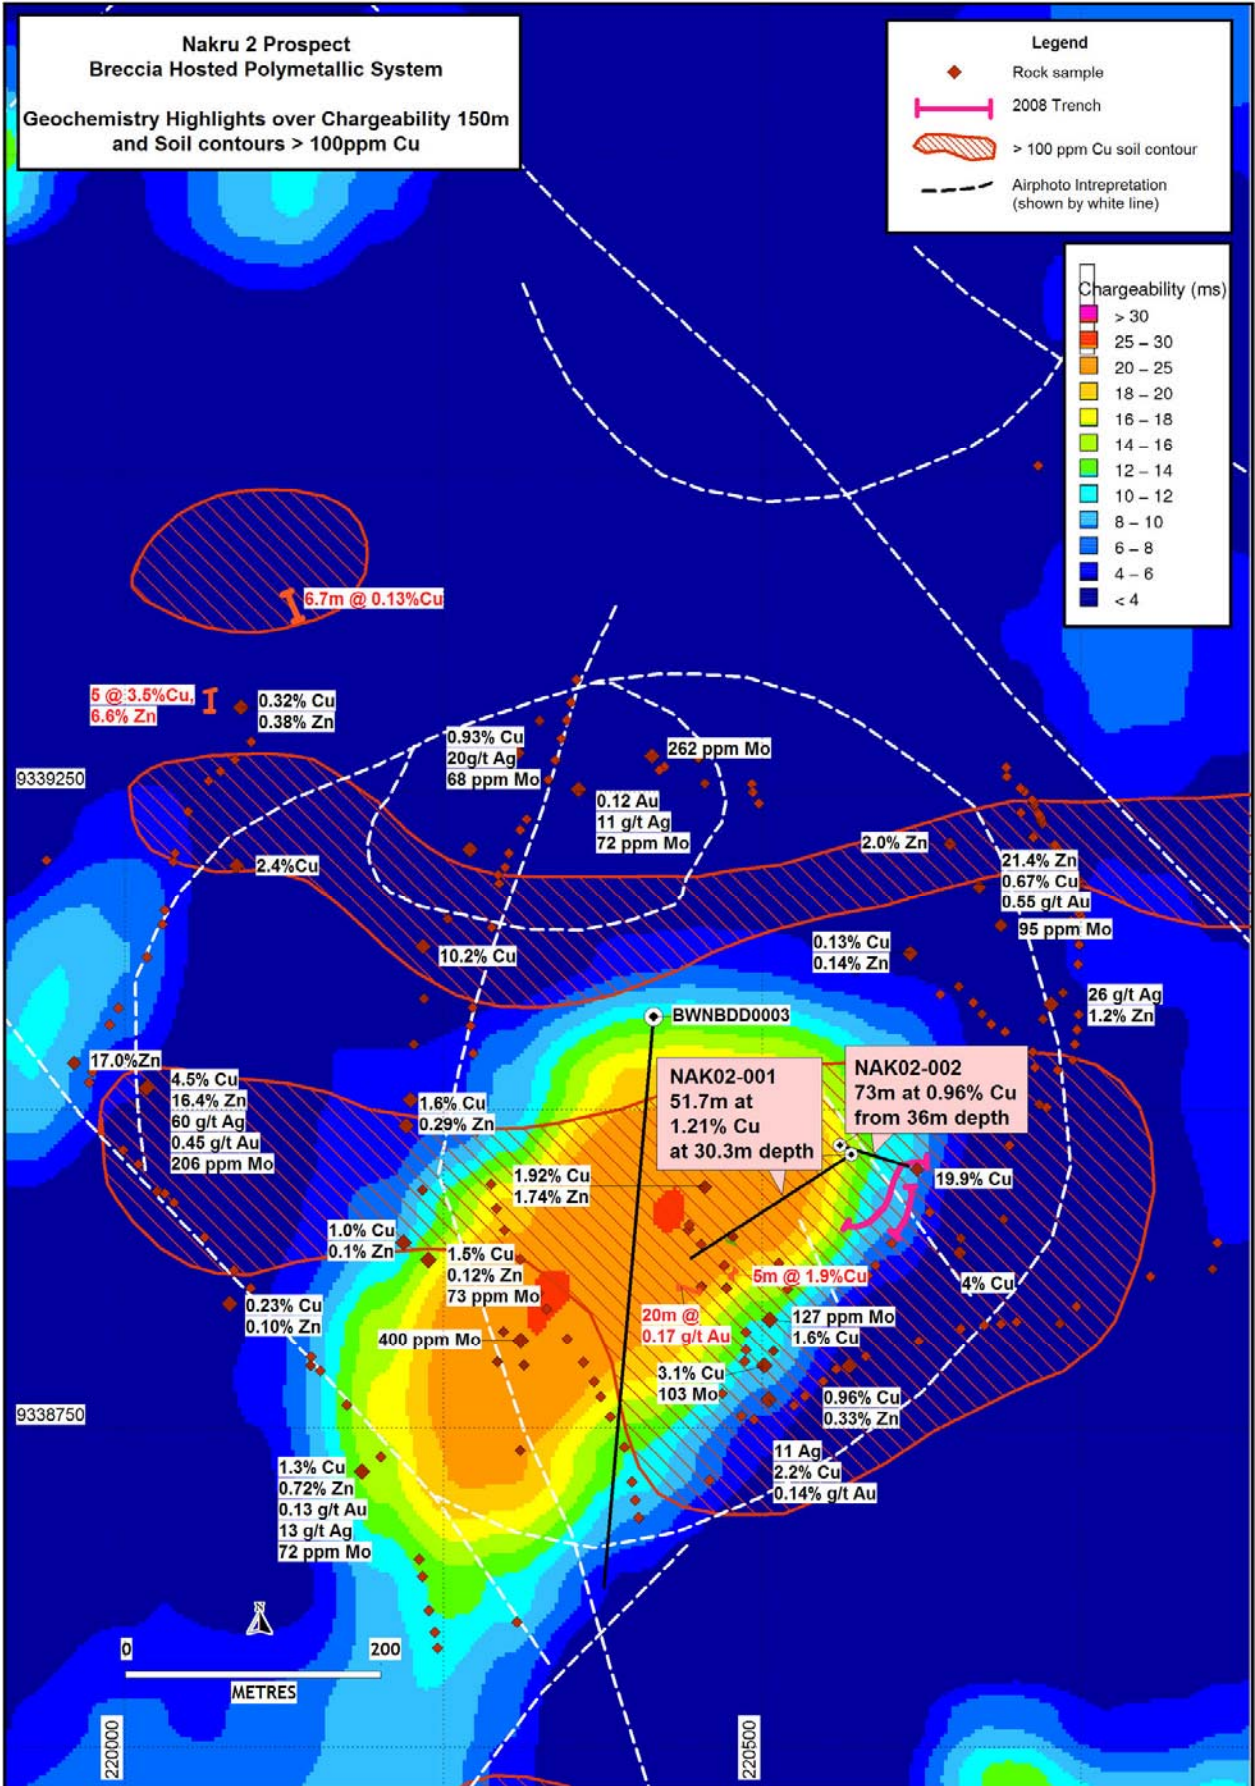 Nakru 2 Prospect
Breccia Hosted Polymetallic System
Geochemistry Highlights over Chargeability 150m
and Soil contours > 100ppm Cu
Legend
Rock sample
2008 Trench
> 100 ppm Cu soil contour
Airphoto Intrepretation
(shown by white line)
Chargeability (ms)
> 30
25 – 30
20 – 25
18 – 20
16 – 18
14 – 16
12 – 14
10 – 12
8 – 10
6 – 8
4 – 6
< 4
6.7m @ 0.13%Cu
5 @ 3.5%Cu,
6.6% Zn
0.32% Cu
0.38% Zn
0.93% Cu
20g/t Ag
68 ppm Mo
262 ppm Mo
9339250
0.12 Au
11 g/t Ag
72 ppm Mo
2.0% Zn
2.4%Cu
21.4% Zn
0.67% Cu
0.55 g/t Au
95 ppm Mo
10.2% Cu
0.13% Cu
0.14% Zn
26 g/t Ag
1.2% Zn
BWNBDD0003
17.0%Zn
4.5% Cu
16.4% Zn
60 g/t Ag
0.45 g/t Au
206 ppm Mo
1.6% Cu
0.29% Zn
NAK02-001
51.7m at
1.21% Cu
at 30.3m depth
NAK02-002
73m at 0.96% Cu
from 36m depth
19.9% Cu
1.92% Cu
1.74% Zn
1.0% Cu
0.1% Zn
1.5% Cu
0.12% Zn
73 ppm Mo
5m @ 1.9%Cu
4% Cu
0.23% Cu
0.10% Zn
20m @
0.17 g/t Au
127 ppm Mo
1.6% Cu
400 ppm Mo
3.1% Cu
103 Mo
0.96% Cu
0.33% Zn
9338750
11 Ag
2.2% Cu
0.14% g/t Au
1.3% Cu
0.72% Zn
0.13 g/t Au
13 g/t Ag
72 ppm Mo
N
0 200
METRES
220000
220500